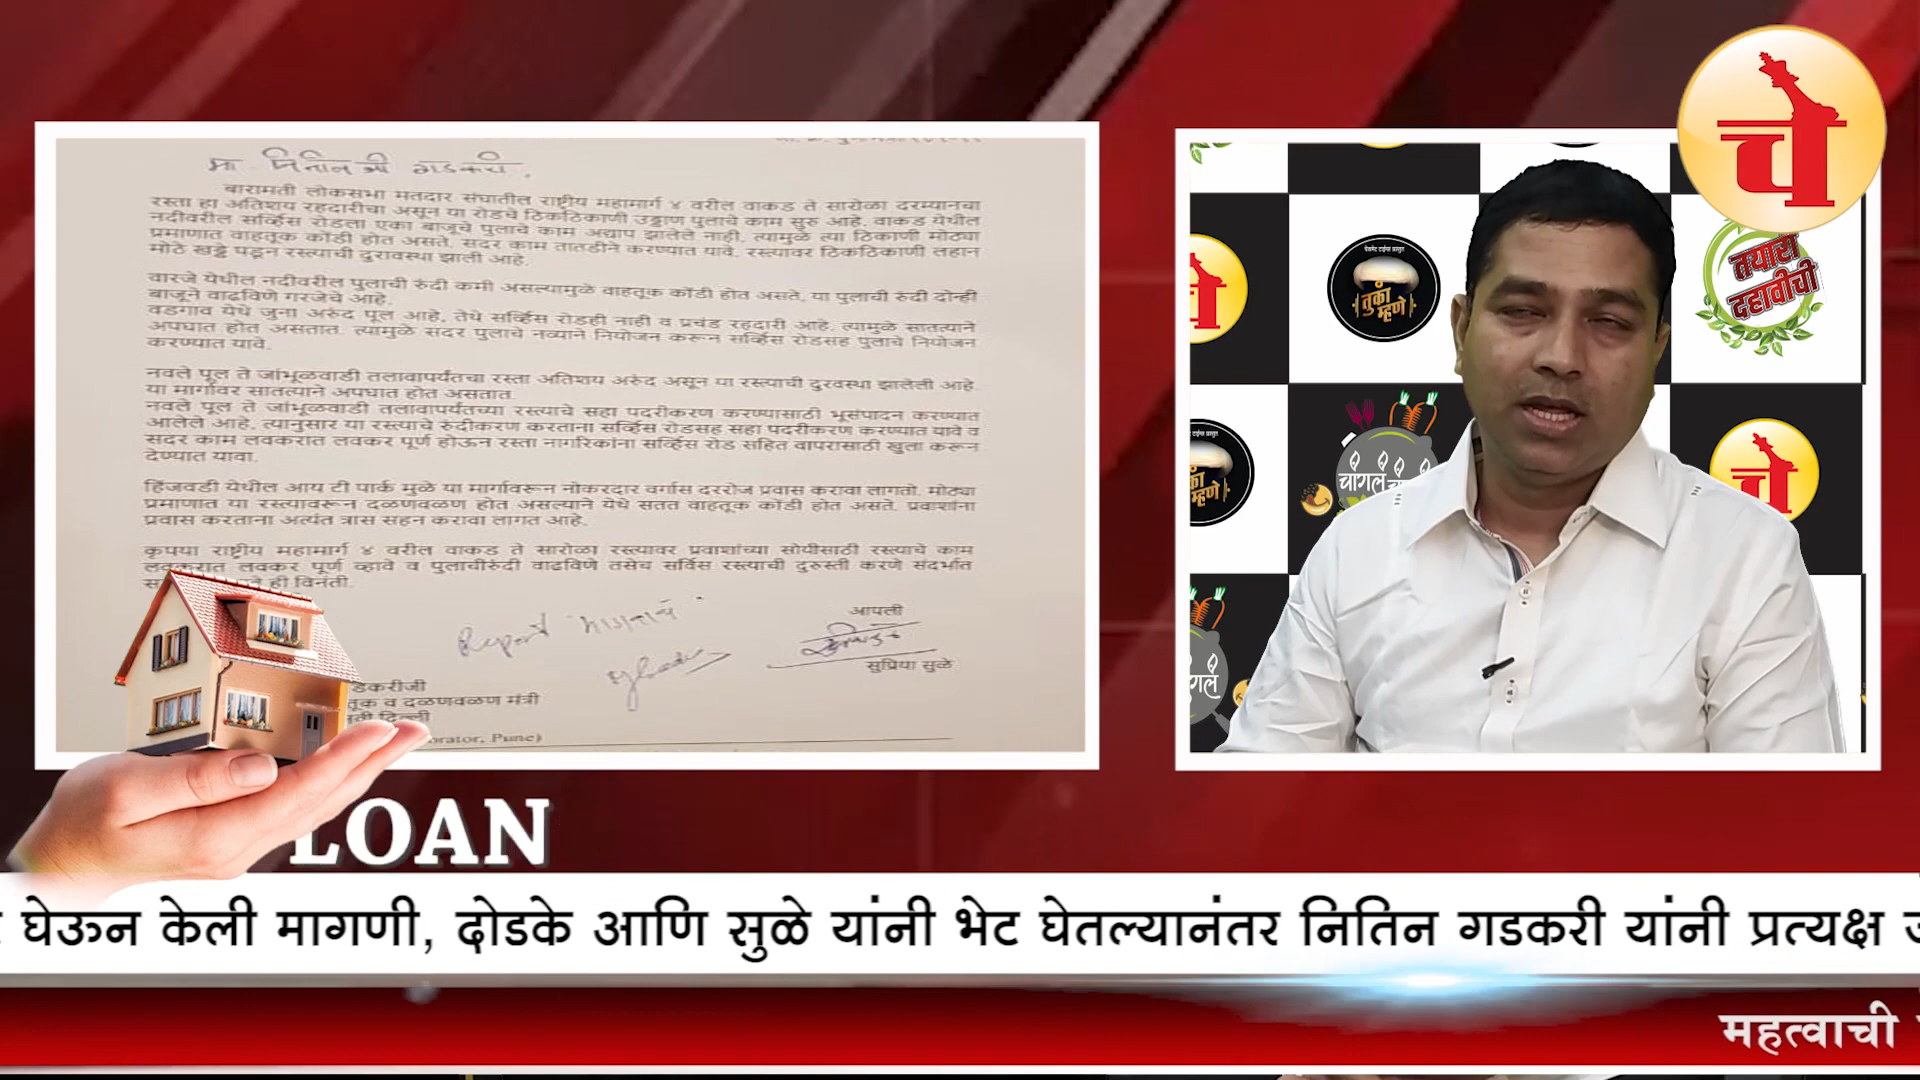 मा. नितीनजी गडकरी,
बारामती लोकसभा मतदार संघातील राष्ट्रीय महामार्ग ४ वरील वाकड ते सारोळा दरम्यानचा
रस्ता हा अतिशय रहदारीचा असून या रोडचे ठिकठिकाणी उड्डाण पुलाचे काम सुरु आहे. वाकड येथील
नदीवरील सर्व्हिस रोडला एका बाजूचे पुलाचे काम अद्याप झालेले नाही. त्यामुळे त्या ठिकाणी मोठ्या
प्रमाणात वाहतूक कोंडी होत असते. सदर काम तातडीने करण्यात यावे. रस्त्यावर ठिकठिकाणी लहान
मोठे खड्डे पडून रस्त्याची दुरावस्था झाली आहे.
वारजे येथील नदीवरील पुलाची रुंदी कमी असल्यामुळे वाहतूक कोंडी होत असते. या पुलाची रुंदी दोन्ही
बाजूने वाढविणे गरजेचे आहे.
वडगाव येथे जुना अरुंद पूल आहे. तेथे सर्व्हिस रोडही नाही व प्रचंड रहदारी आहे. त्यामुळे सातत्याने
अपघात होत असतात. त्यामुळे सदर पुलाचे नव्याने नियोजन करून सर्व्हिस रोडसह पुलाचे नियोजन
करण्यात यावे.
नवले पूल ते जांभूळवाडी तलावापर्यंतचा रस्ता अतिशय अरुंद असून या रस्त्याची दुरवस्था झालेली आहे.
या मार्गावर सातत्याने अपघात होत असतात.
नवले पूल ते जांभूळवाडी तलावापर्यंतच्या रस्त्याचे सहा पदरीकरण करण्यासाठी भूसंपादन करण्यात
आलेले आहे. त्यानुसार या रस्त्याचे रुंदीकरण करताना सर्व्हिस रोडसह सहा पदरीकरण करण्यात यावे व
सदर काम लवकरात लवकर पूर्ण होऊन रस्ता नागरिकांना सर्व्हिस रोड सहित वापरासाठी खुला करून
देण्यात यावा.
हिंजवडी येथील आय टी पार्क मुळे या मार्गावरून नोकरदार वर्गास दररोज प्रवास करावा लागतो. मोठ्या
प्रमाणात या रस्त्यावरून दळणवळण होत असल्याने येथे सतत वाहतूक कोंडी होत असते. प्रवाशांना
प्रवास करताना अत्यंत त्रास सहन करावा लागत आहे.
कृपया राष्ट्रीय महामार्ग ४ वरील वाकड ते सारोळा रस्त्यावर प्रवाशांच्या सोयीसाठी रस्त्याचे काम
लवकरात लवकर पूर्ण व्हावे व पुलाचीरुंदी वाढविणे तसेच सर्विस रस्त्याची दुरुस्ती करणे संदर्भात
ही विनंती.
आपली
Report मागवावे
सुप्रिया सुळे
डकरीजी
तूक व दळणवळण मंत्री
दिल्ली
orator, Pune)
चे
तुका म्हणे
तयारी
दहावीची
चांगलं
LOAN
घेऊन केली मागणी, दोडके आणि सुळे यांनी भेट घेतल्यानंतर नितिन गडकरी यांनी प्रत्यक्ष
महत्वाची